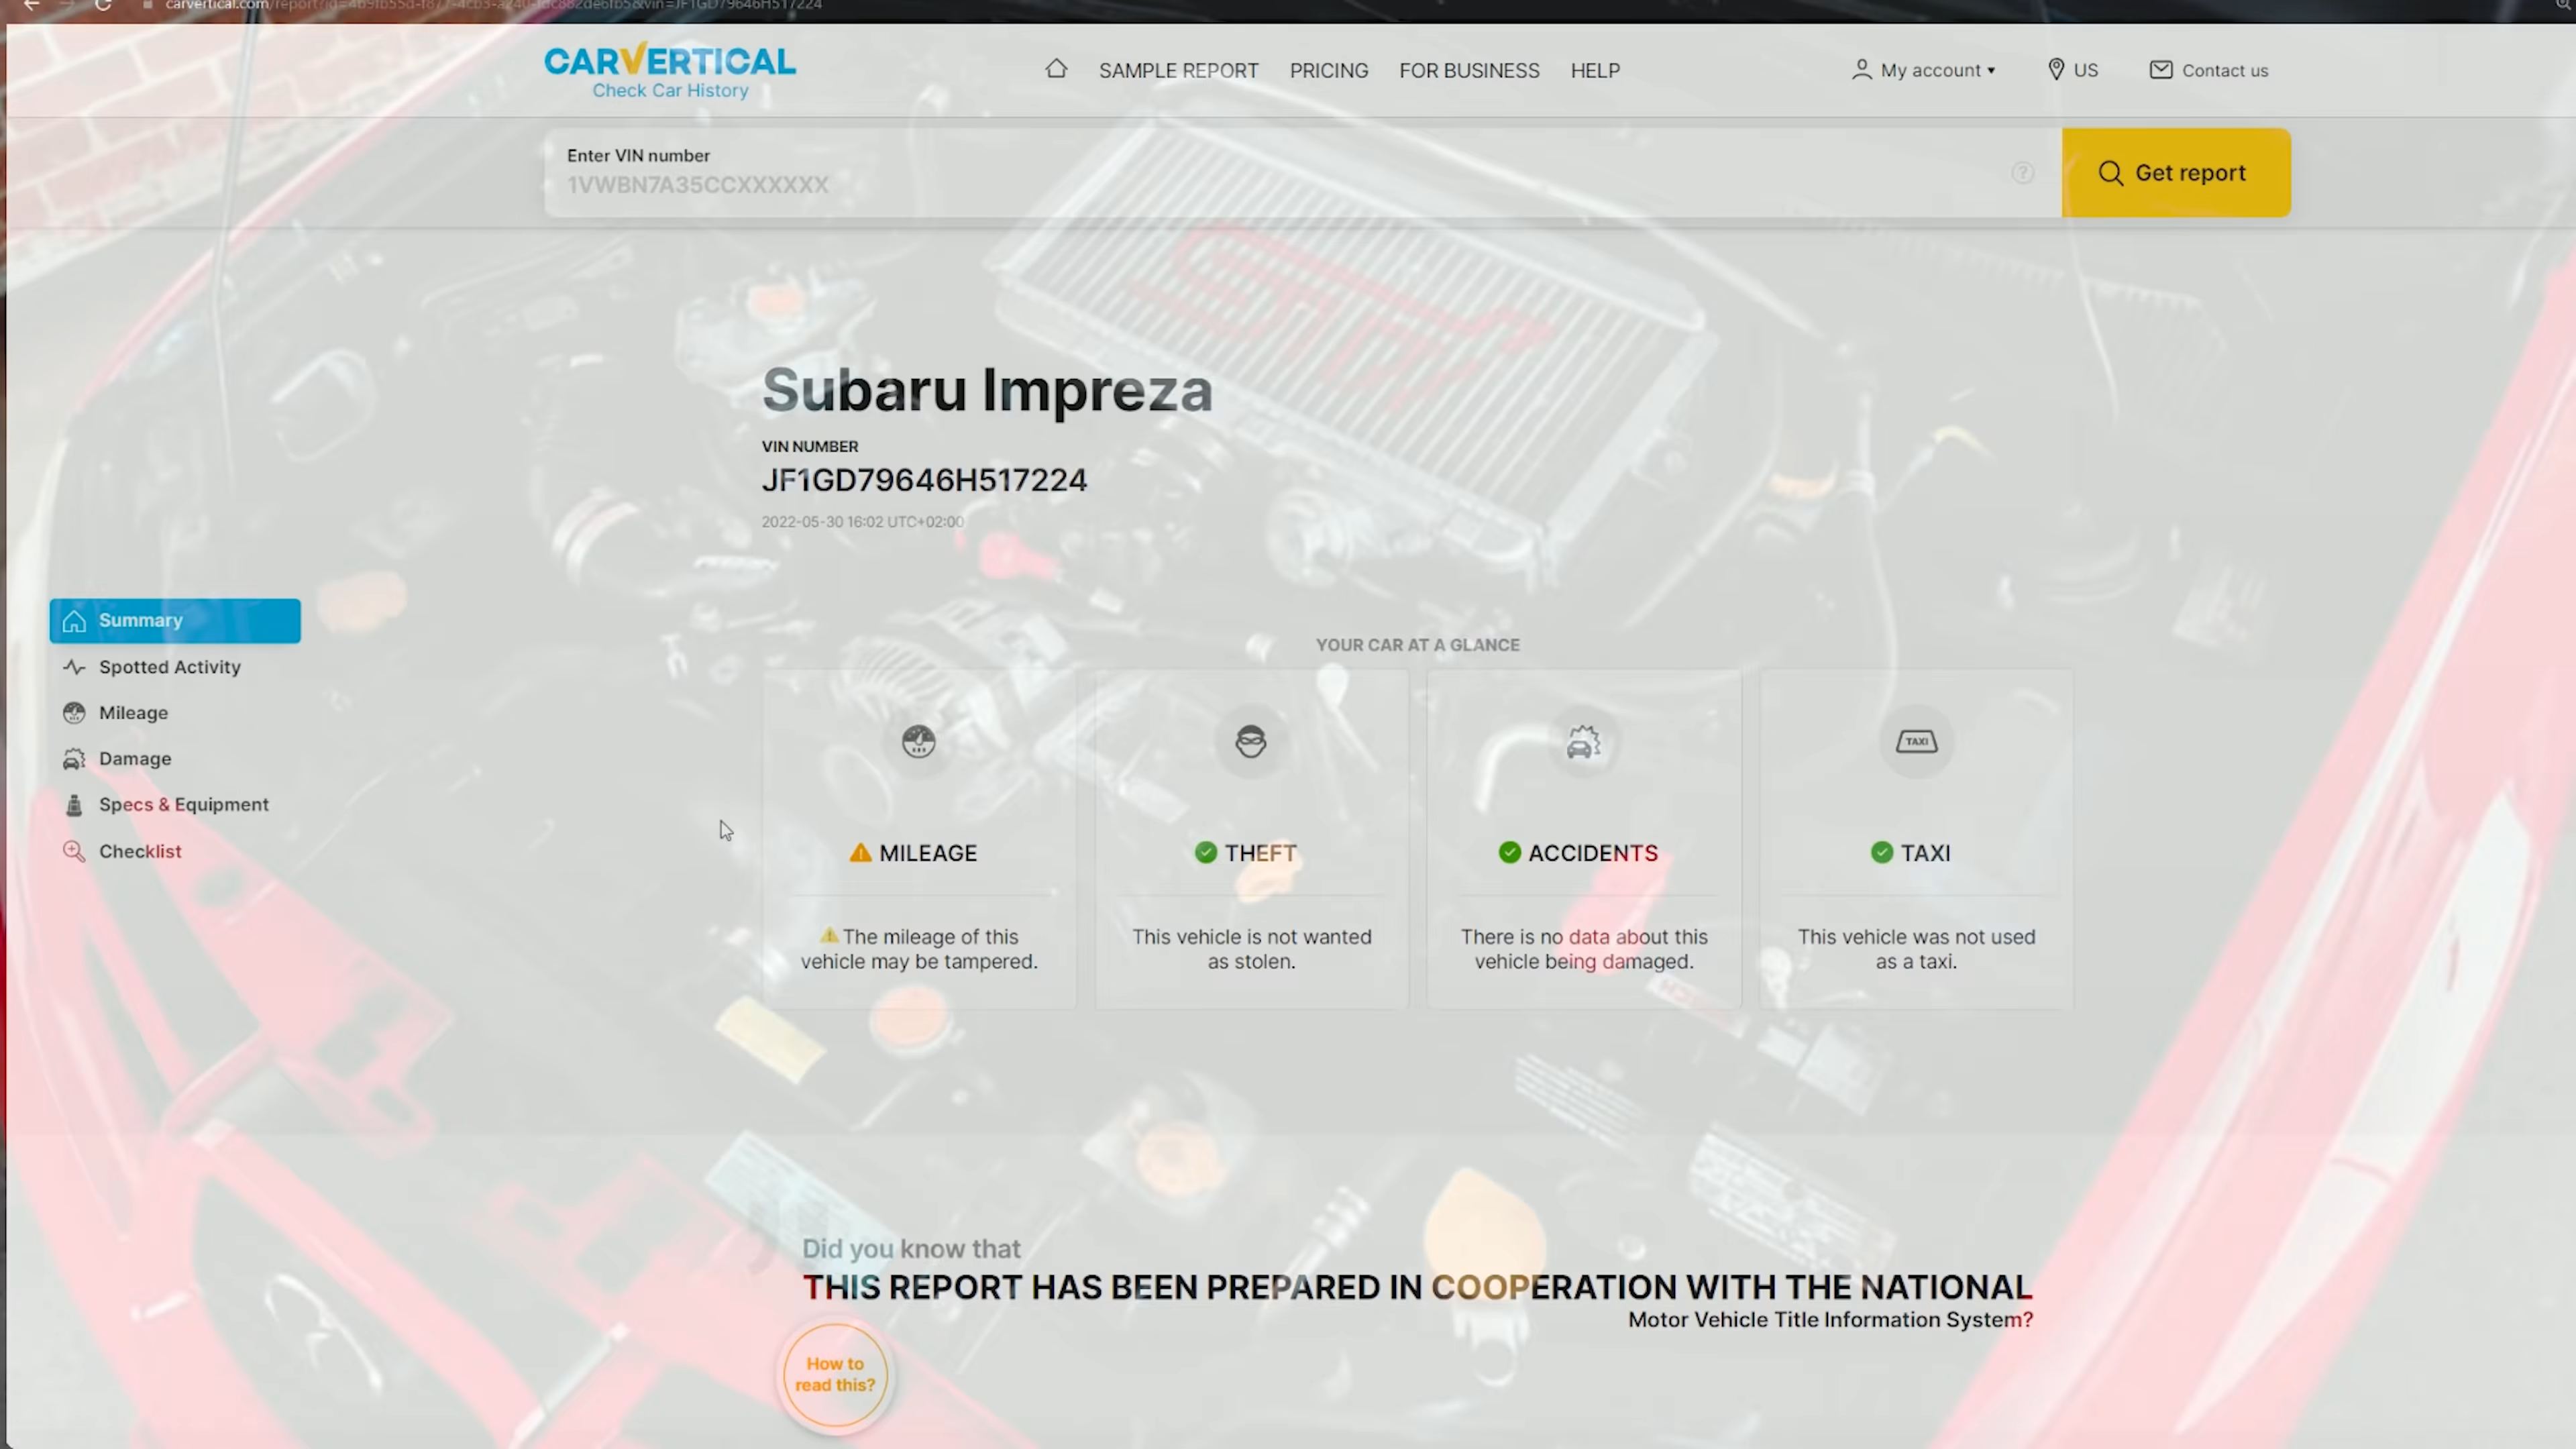 CARVERTICAL
Check Car History
SAMPLE REPORT
PRICING
FOR BUSINESS
HELP
My account
US
Contact us
Enter VIN number
1VWBN7A35CCXXXXXX
?
Get report
STI
Subaru Impreza
VIN NUMBER
JF1GD79646H517224
2022-05-30 16:02 UTC+02:00
Summary
Spotted Activity
Mileage
Damage
Specs & Equipment
Checklist
YOUR CAR AT A GLANCE
MILEAGE
The mileage of this
vehicle may be tampered.
THEFT
This vehicle is not wanted
as stolen.
ACCIDENTS
There is no data about this
vehicle being damaged.
TAXI
TAXI
This vehicle was not used
as a taxi.
Did you know that
THIS REPORT HAS BEEN PREPARED IN COOPERATION WITH THE NATIONAL
Motor Vehicle Title Information System?
How to
read this?